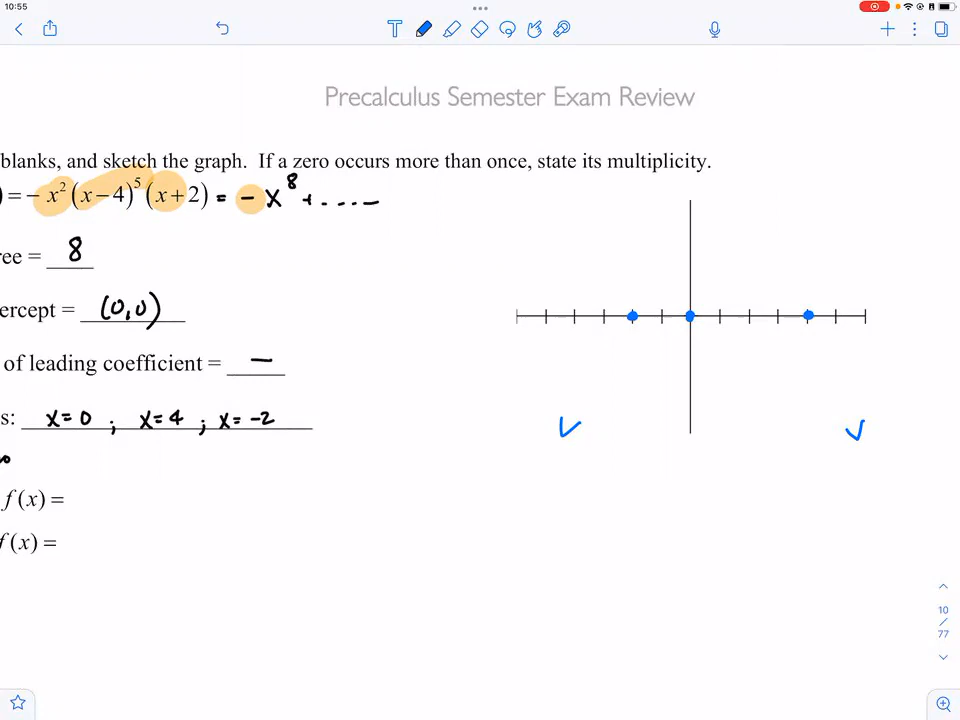 10:55
Precalculus Semester Exam Review
blanks, and sketch the graph. If a zero occurs more than once, state its multiplicity.
) = − x² (x − 4)⁵ (x + 2) = − x⁸ + ....−
ree = 8
ercept = (0,0)
of leading coefficient = −
s: x = 0 ; x = 4 ; x = -2
f(x) =
f(x) =
10
/
77